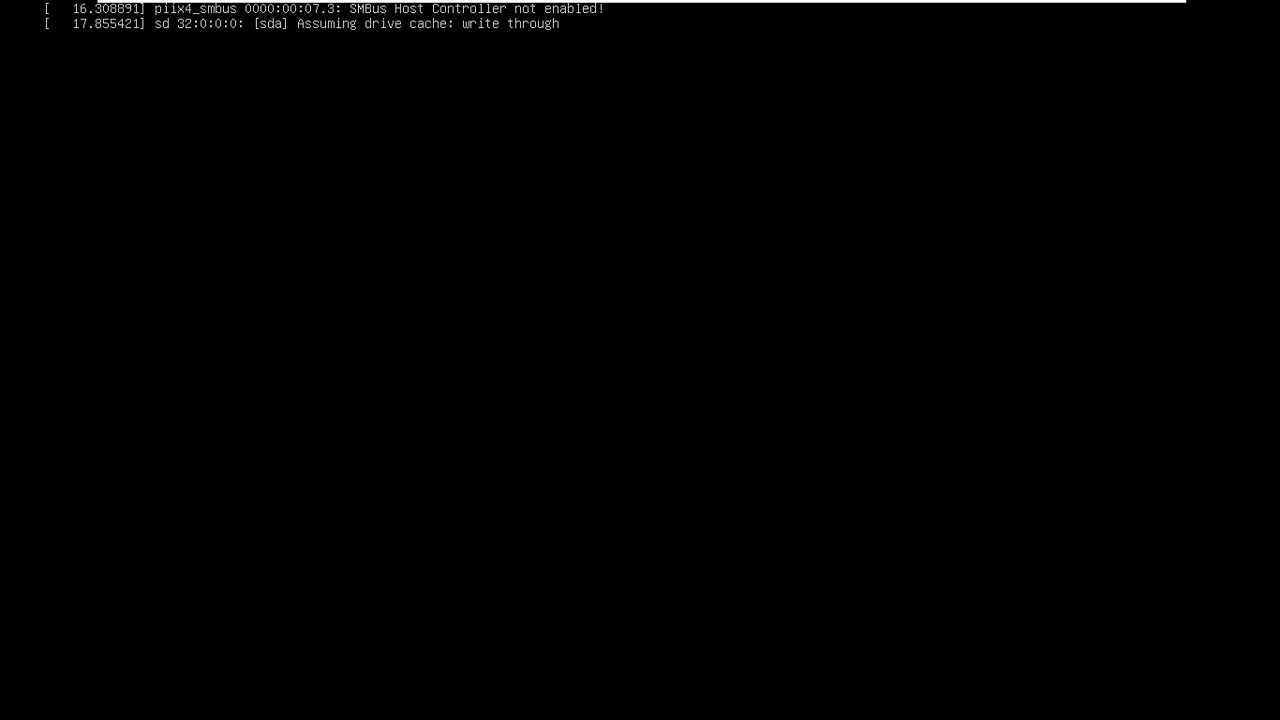 [   16.308891] piix4_smbus 0000:00:07.3: SMBus Host Controller not enabled!
[   17.855421] sd 32:0:0:0: [sda] Assuming drive cache: write through